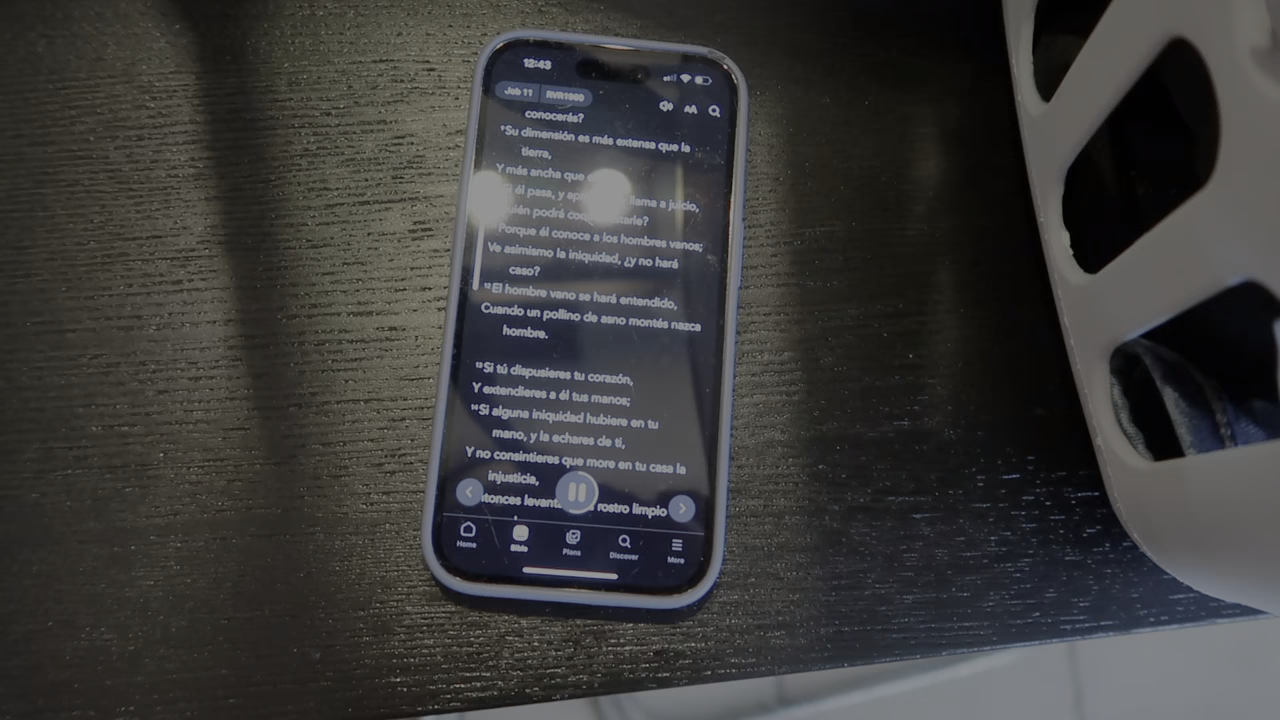 12:43
Job 11 RVR1960
AA
conocerás?
9Su dimensión es más extensa que la
tierra,
Y más ancha que
él pasa, y llama a juicio,
podrá
Porque él conoce a los hombres vanos;
Ve asimismo la iniquidad, ¿y no hará
caso?
12El hombre vano se hará entendido,
Cuando un pollino de asno montés nazca
hombre.
13Si tú dispusieres tu corazón,
Y extendieres a él tus manos;
14Si alguna iniquidad hubiere en tu
mano, y la echares de ti,
Y no consintieres que more en tu casa la
injusticia,
rostro limpio
Home Bible Plans Discover More